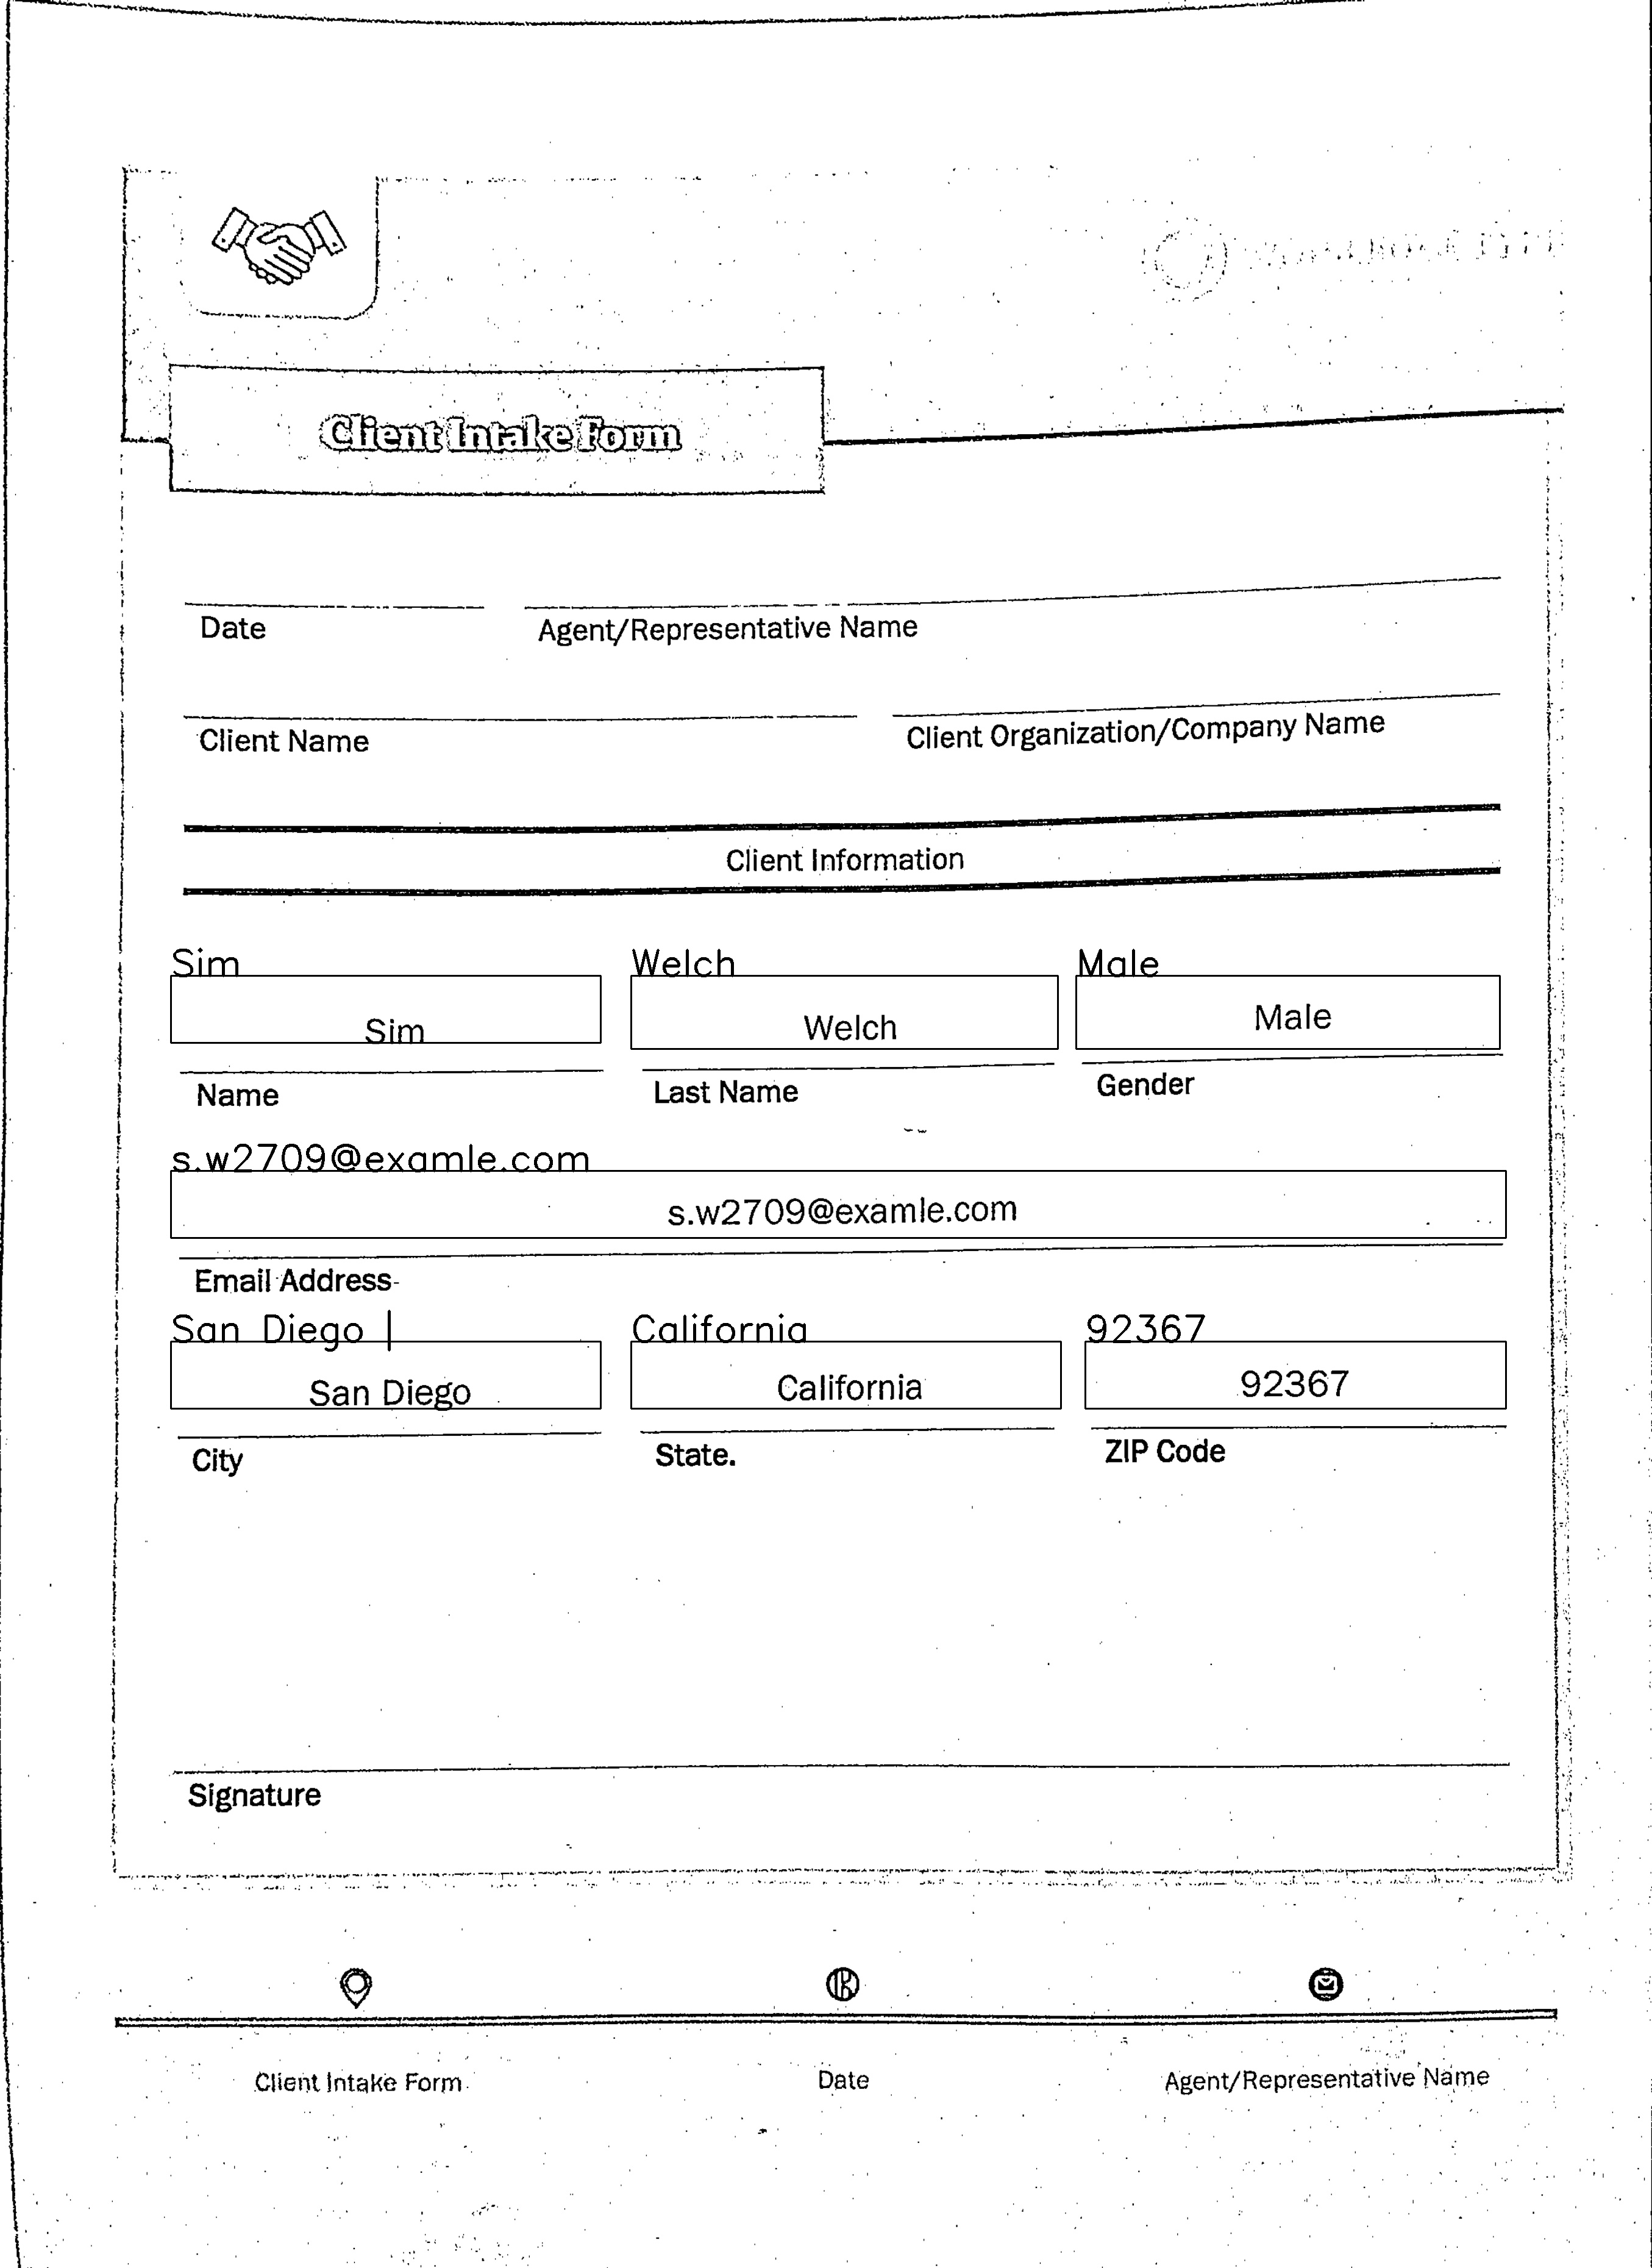 Client Intake Form
Date Agent/Representative Name
Client Name Client Organization/Company Name
Client Information
Sim Welch Male
Sim Welch Male
Name Last Name Gender
s.w2709@examle.com
s.w2709@examle.com
Email Address
San Diego | California 92367
San Diego California 92367
City State. ZIP Code
Signature
Client Intake Form Date Agent/Representative Name